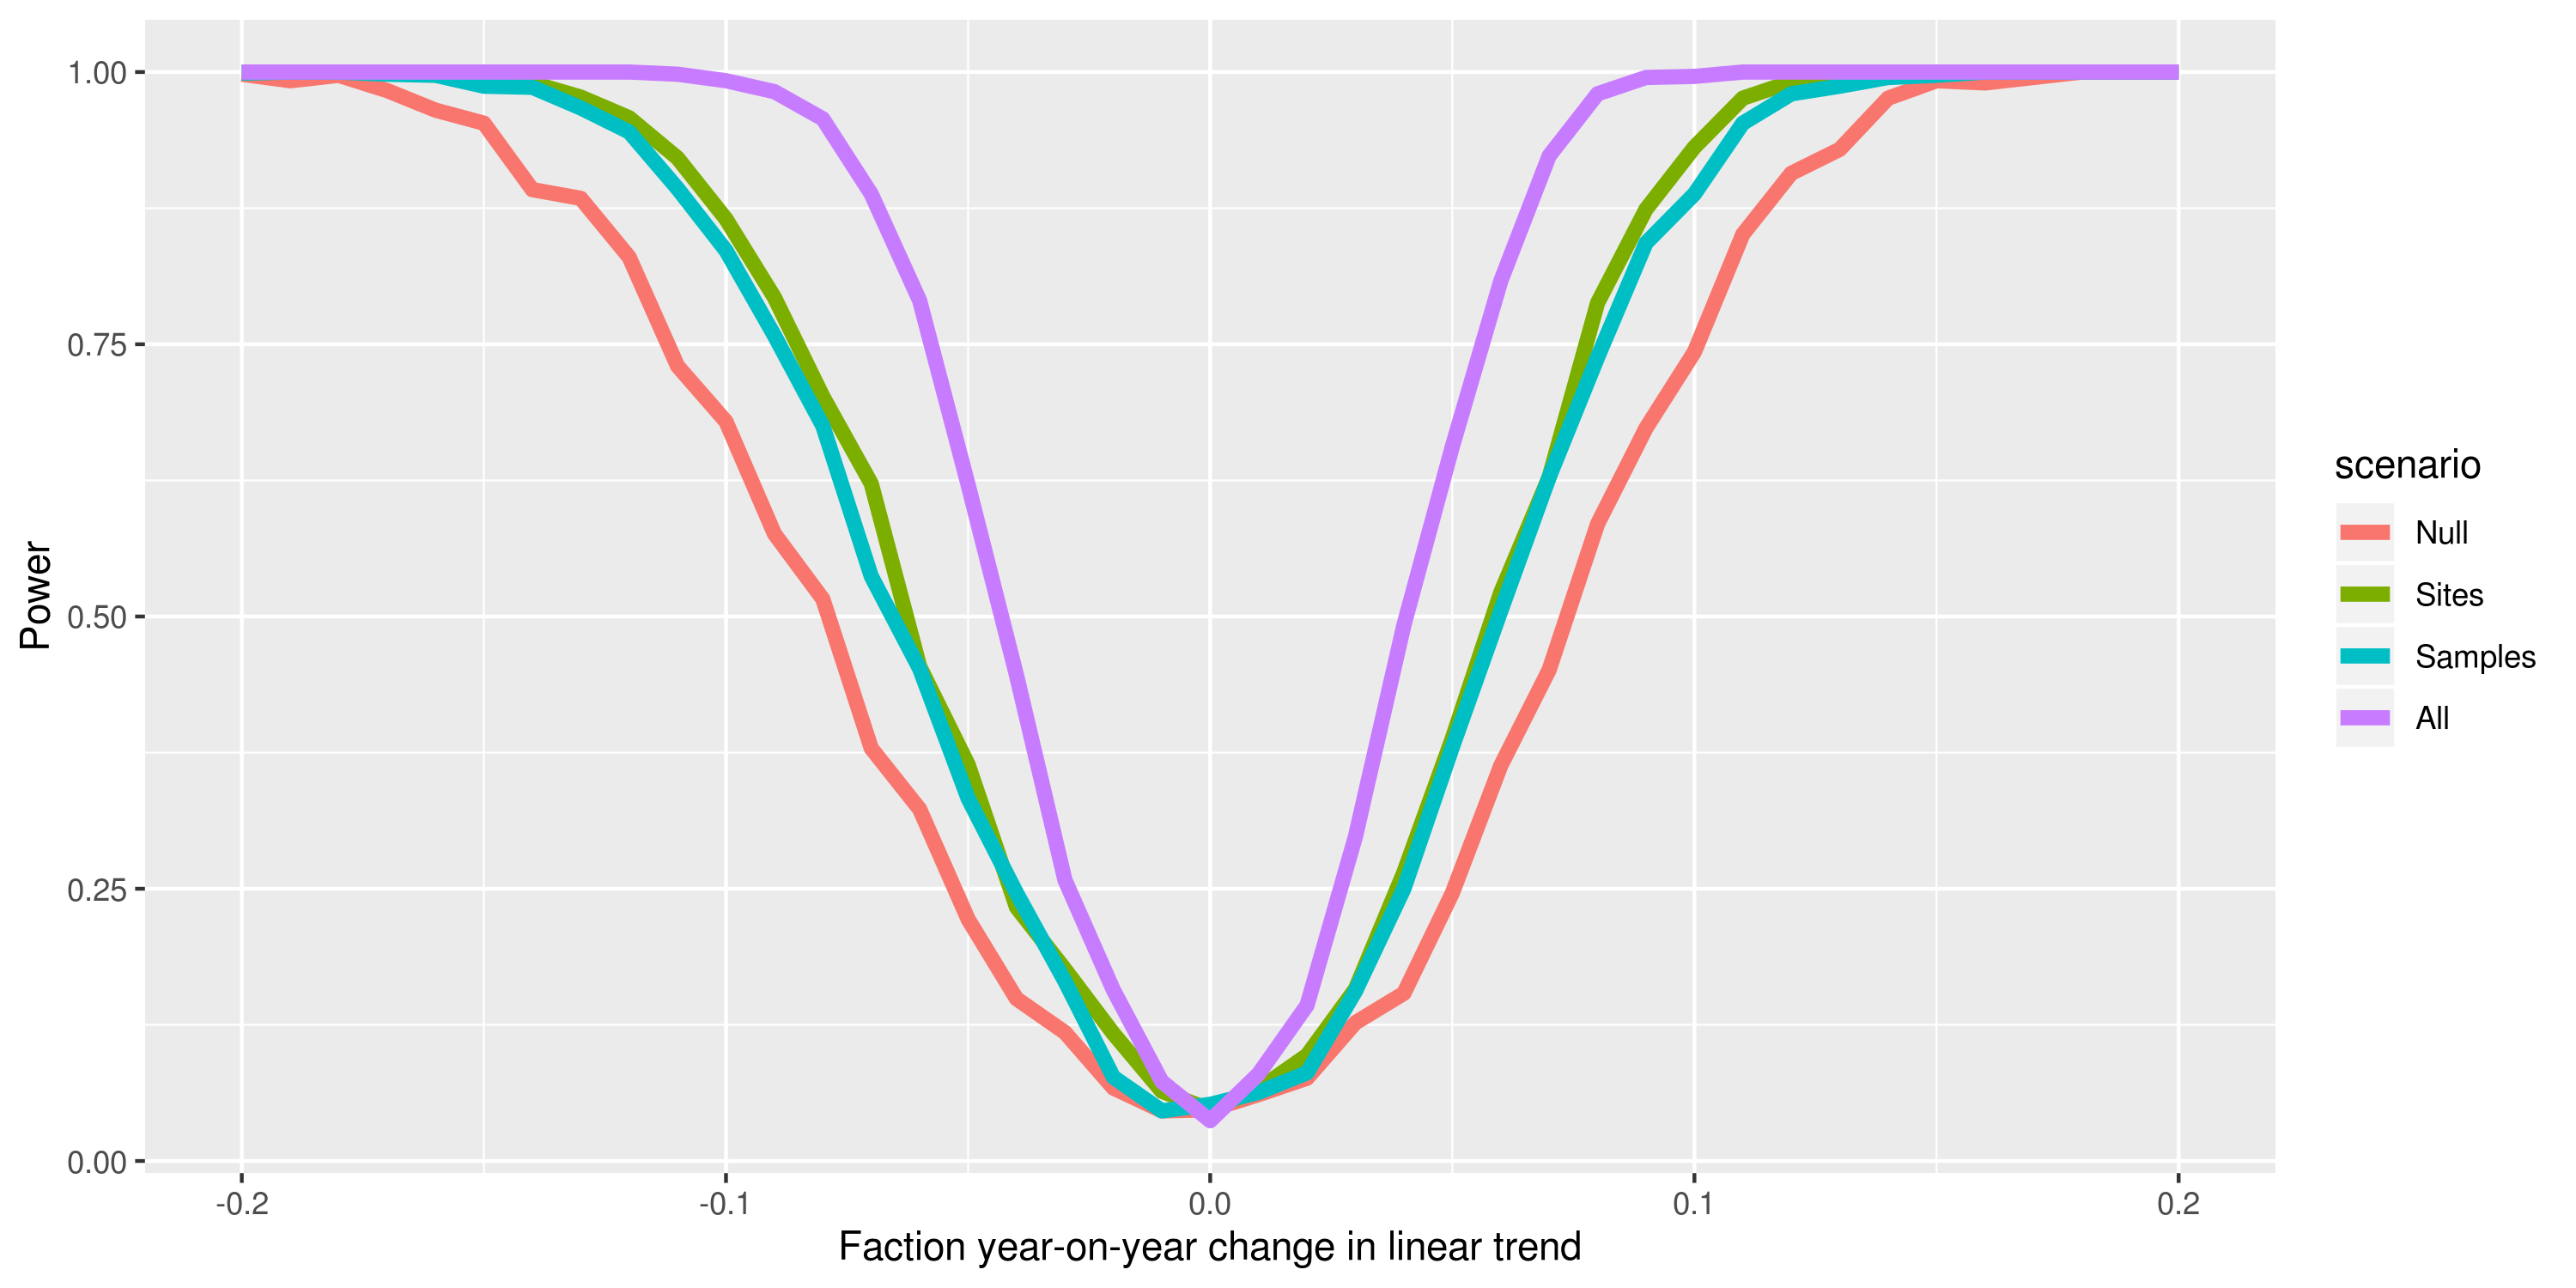 1.00
0.75
0.50
0.25
0.00
Power
-0.2
-0.1
0.0
0.1
0.2
Faction year-on-year change in linear trend
scenario
Null
Sites
Samples
All